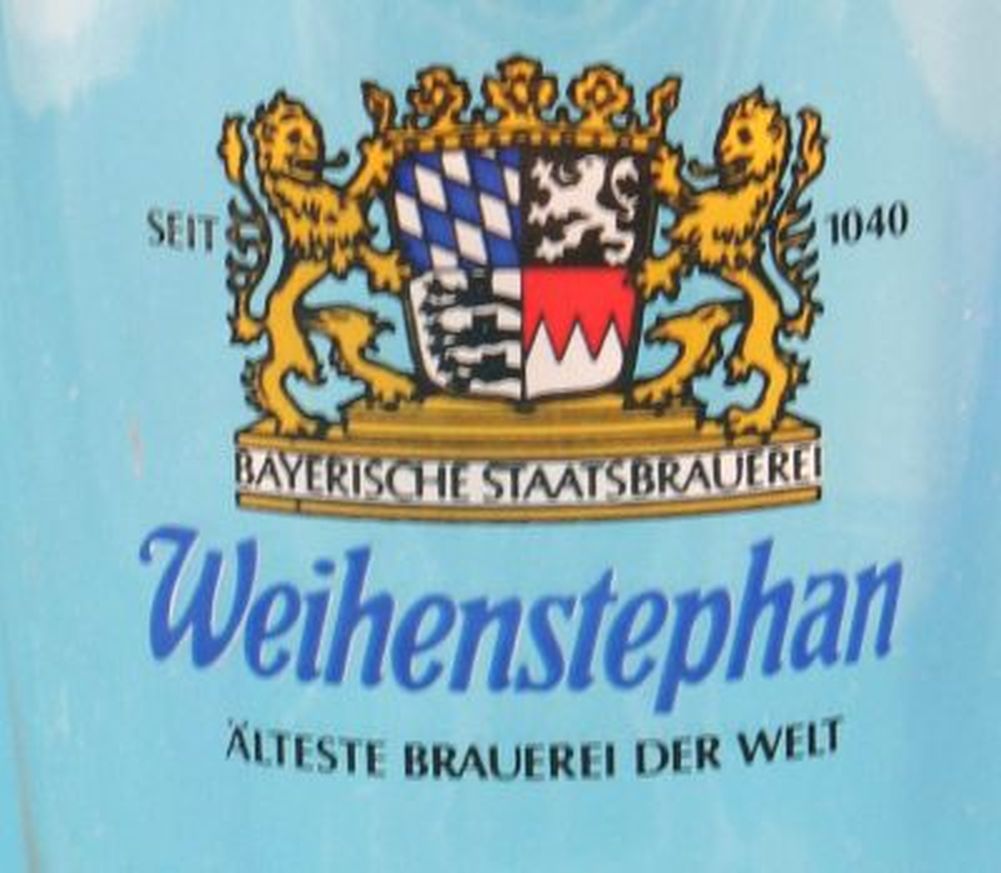 SEIT 1040
BAYERISCHE STAATSBRAUEREI
Weihenstephan
ÄLTESTE BRAUEREI DER WELT